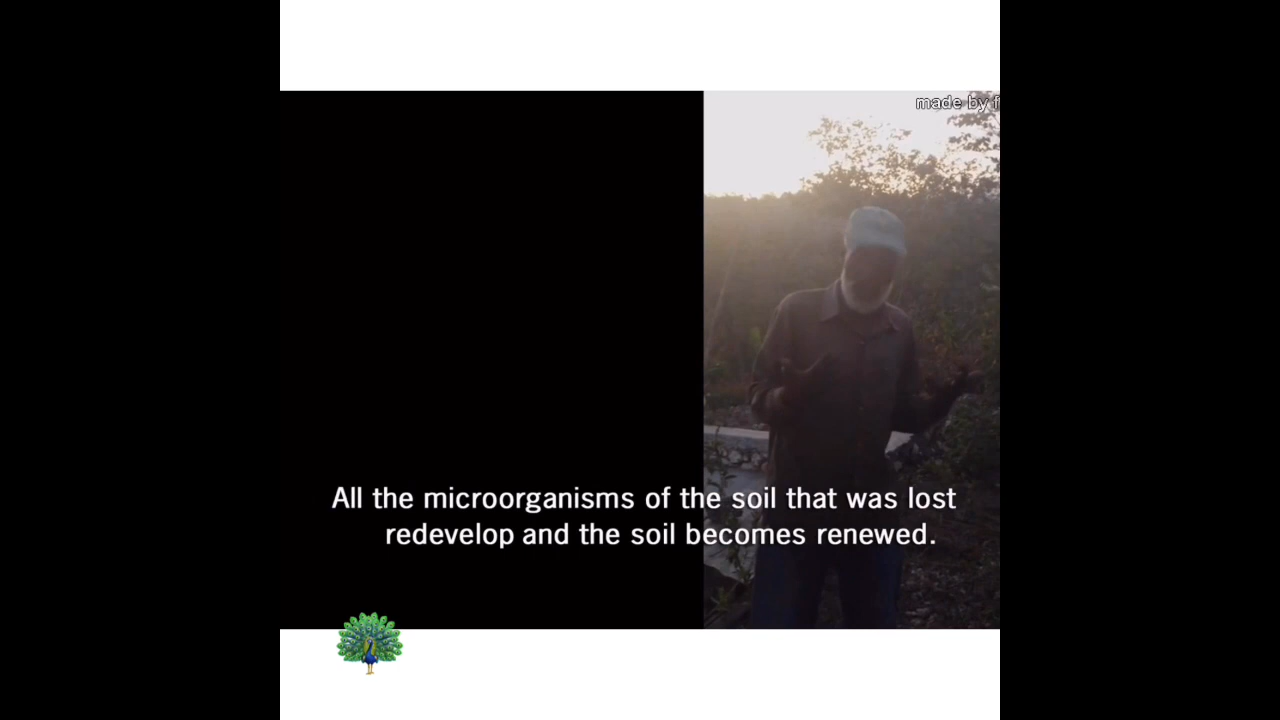 made by f
All the microorganisms of the soil that was lost
redevelop and the soil becomes renewed.